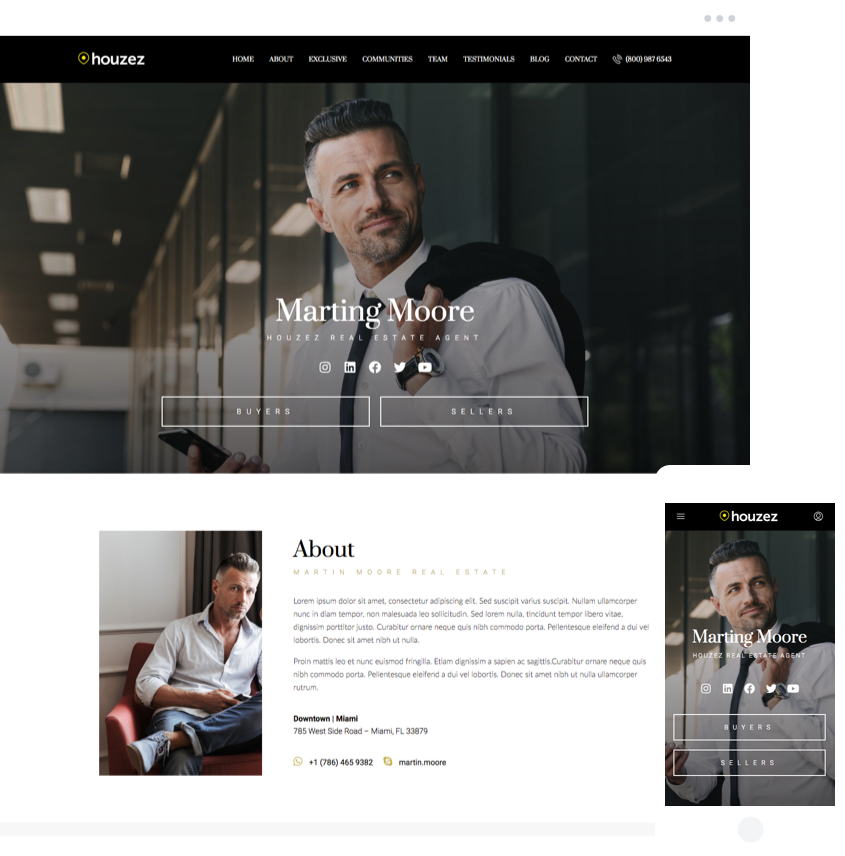 houzez
HOME ABOUT EXCLUSIVE COMMUNITIES TEAM TESTIMONIALS BLOG CONTACT (800) 987 6543
Marting Moore
HOUZEZ REAL ESTATE AGENT
BUYERS SELLERS
About
MARTIN MOORE REAL ESTATE
Lorem ipsum dolor sit amet, consectetur adipiscing elit. Sed suscipit varius suscipit. Nullam ullamcorper
nunc in diam tempor, non malesuada leo sollicitudin. Sed lorem nulla, tincidunt tempor libero vitae,
dignissim porttitor justo. Curabitur ornare neque quis nibh commodo porta. Pellentesque eleifend a dui vel
lobortis. Donec sit amet nibh ut nulla.
Proin mattis leo et nunc euismod fringilla. Etiam dignissim a sapien ac sagittis.Curabitur ornare neque quis
nibh commodo porta. Pellentesque eleifend a dui vel lobortis. Donec sit amet nibh ut nulla ullamcorper
rutrum.
Downtown | Miami
785 West Side Road – Miami, FL 33879
+1 (786) 465 9382 martin.moore
houzez
Marting Moore
HOUZEZ REAL ESTATE AGENT
BUYERS
SELLERS